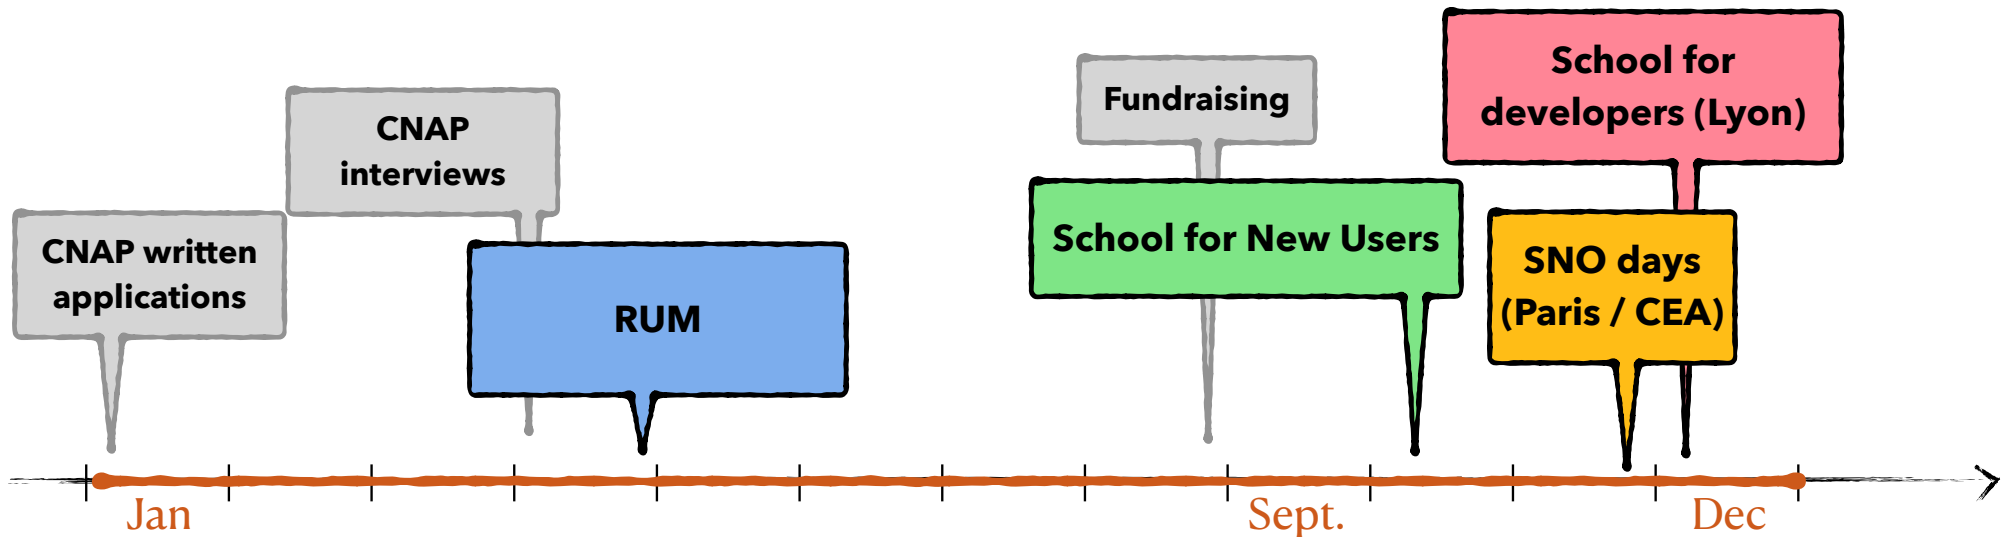 CNAP written
applications
CNAP
interviews
RUM
Fundraising
School for New Users
School for
developers (Lyon)
SNO days
(Paris / CEA)
Jan
Sept.
Dec